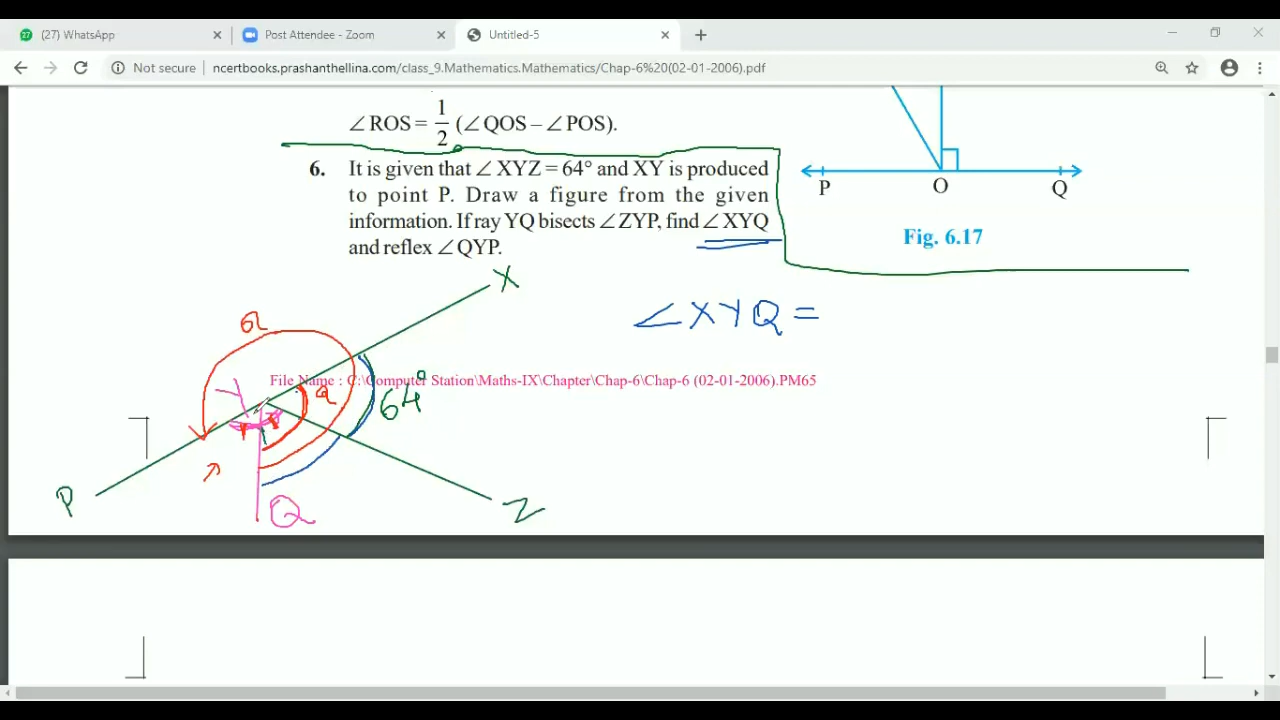 (27) WhatsApp
Post Attendee - Zoom
Untitled-5
Not secure
ncertbooks.prashanthellina.com/class_9.Mathematics.Mathematics/Chap-6%20(02-01-2006).pdf
∠ROS = 1/2 (∠QOS – ∠POS).
6. It is given that ∠XYZ = 64° and XY is produced
to point P. Draw a figure from the given
information. If ray YQ bisects ∠ZYP, find ∠XYQ
and reflex ∠QYP.
P
O
Q
Fig. 6.17
X
∠XYQ =
File Name : C:\Computer Station\Maths-IX\Chapter\Chap-6\Chap-6 (02-01-2006).PM65
Y
64°
P
Q
Z